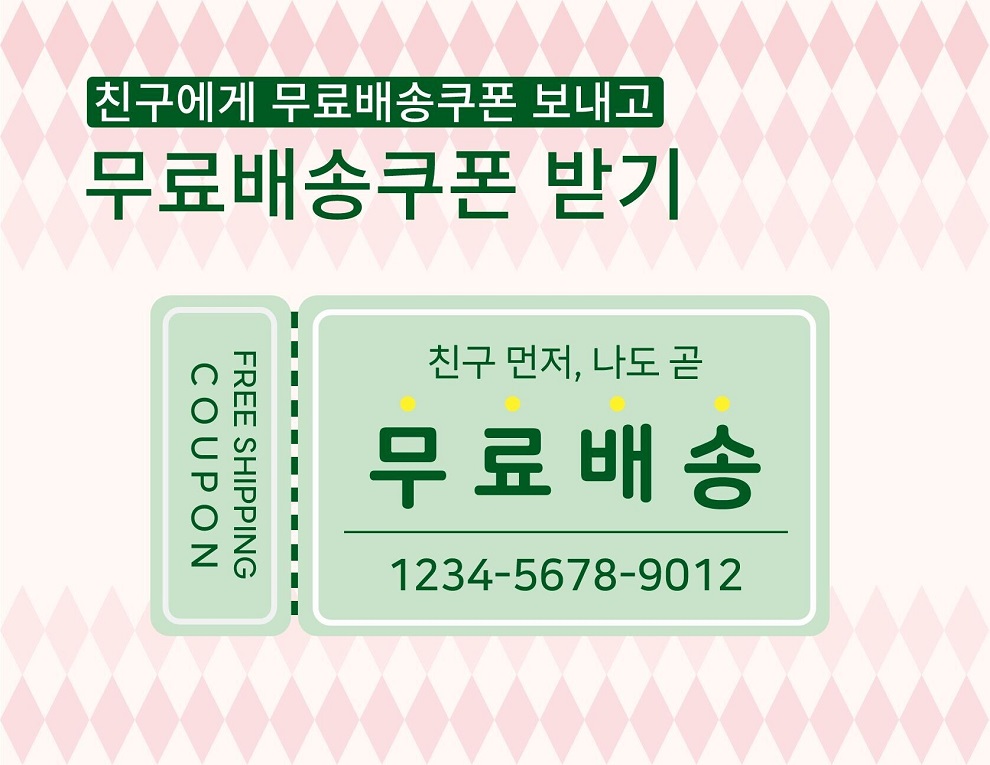 친구에게 무료배송쿠폰 보내고
무료배송쿠폰 받기
FREE SHIPPING
COUPON
친구 먼저, 나도 곧
무료배송
1234-5678-9012